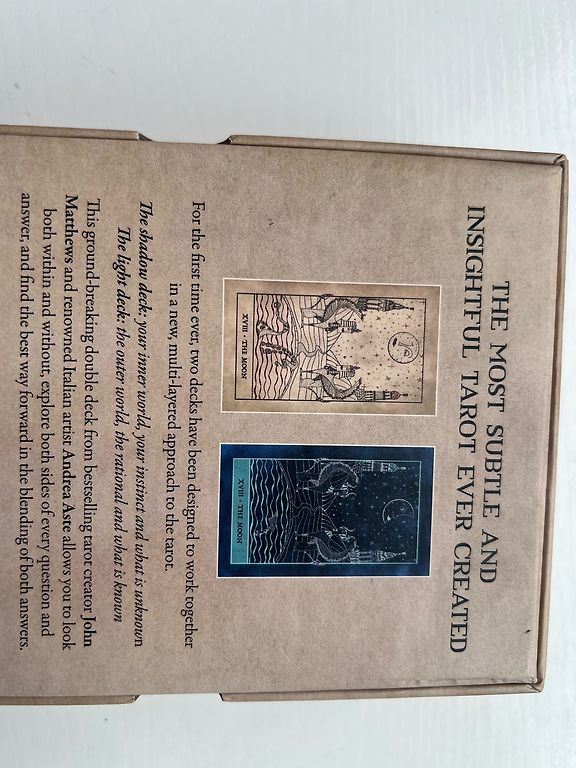 THE MOST SUBTLE AND
INSIGHTFUL TAROT EVER CREATED
XVIII • THE MOON
XVIII • THE MOON
For the first time ever, two decks have been designed to work together
in a new, multi-layered approach to the tarot.
The shadow deck: your inner world, your instinct and what is unknown
The light deck: the outer world, the rational and what is known
This ground-breaking double deck from bestselling tarot creator John
Matthews and renowned Italian artist Andrea Aste allows you to look
both within and without, explore both sides of every question and
answer, and find the best way forward in the blending of both answers.